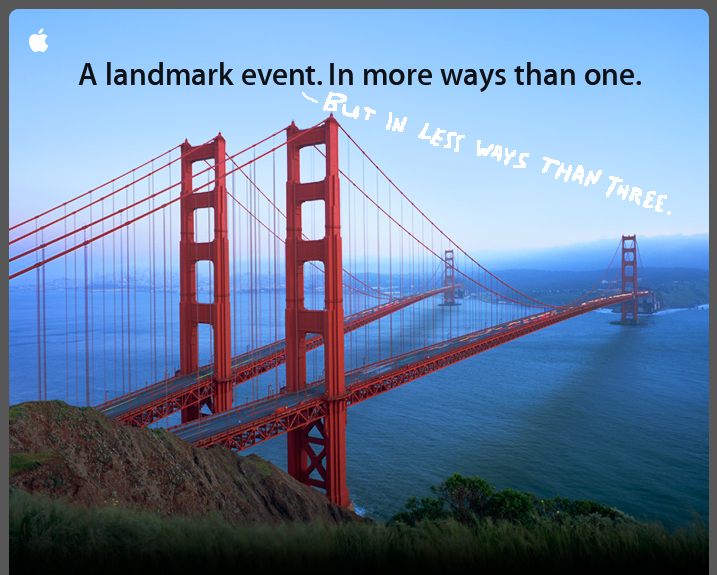 A landmark event. In more ways than one.
BUT IN LESS WAYS THAN THREE.